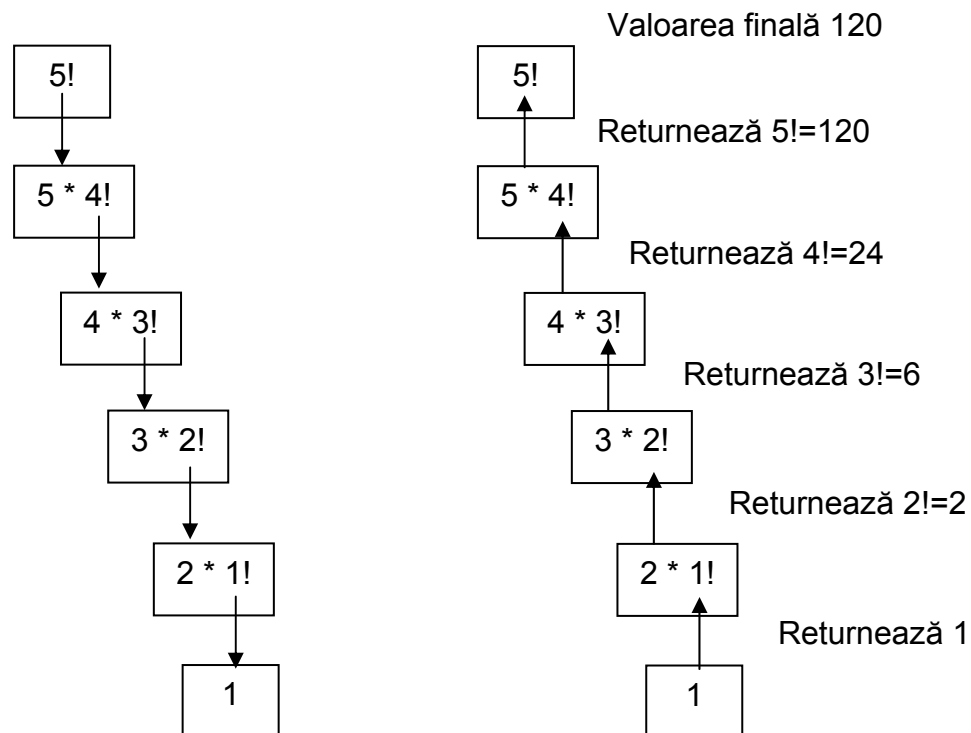 Valoarea finală 120
5!
5!
Returnează 5!=120
5 * 4!
5 * 4!
Returnează 4!=24
4 * 3!
4 * 3!
Returnează 3!=6
3 * 2!
3 * 2!
Returnează 2!=2
2 * 1!
2 * 1!
Returnează 1
1
1